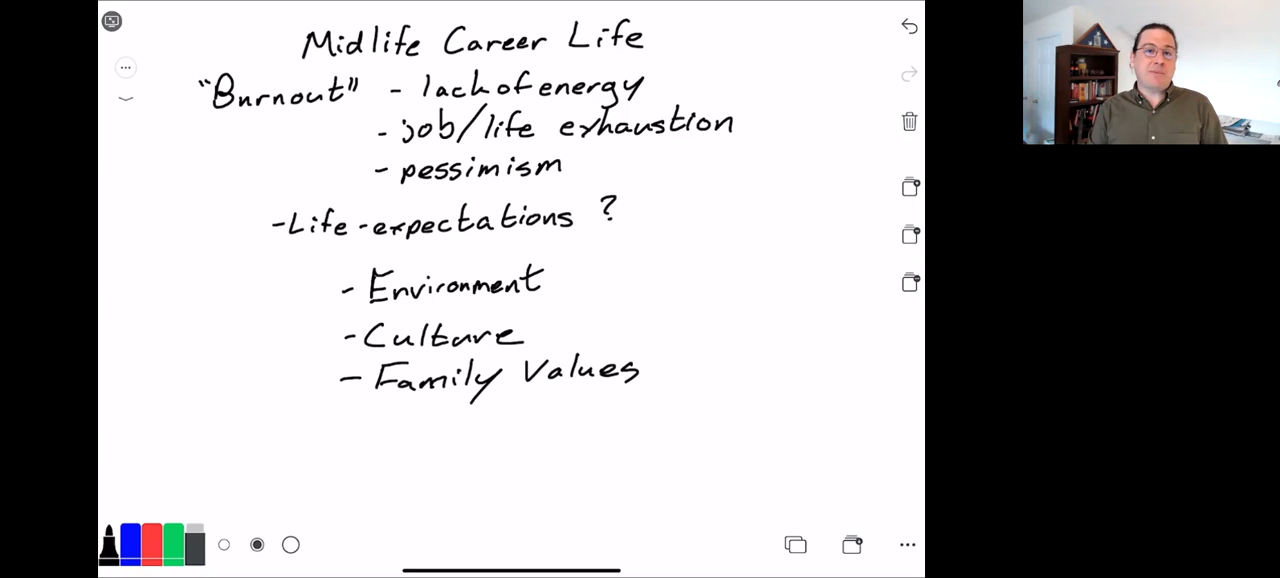 Midlife Career Life
"Burnout" - lack of energy
- job/life exhaustion
- pessimism
- Life - expectations ?
- Environment
- Culture
- Family Values